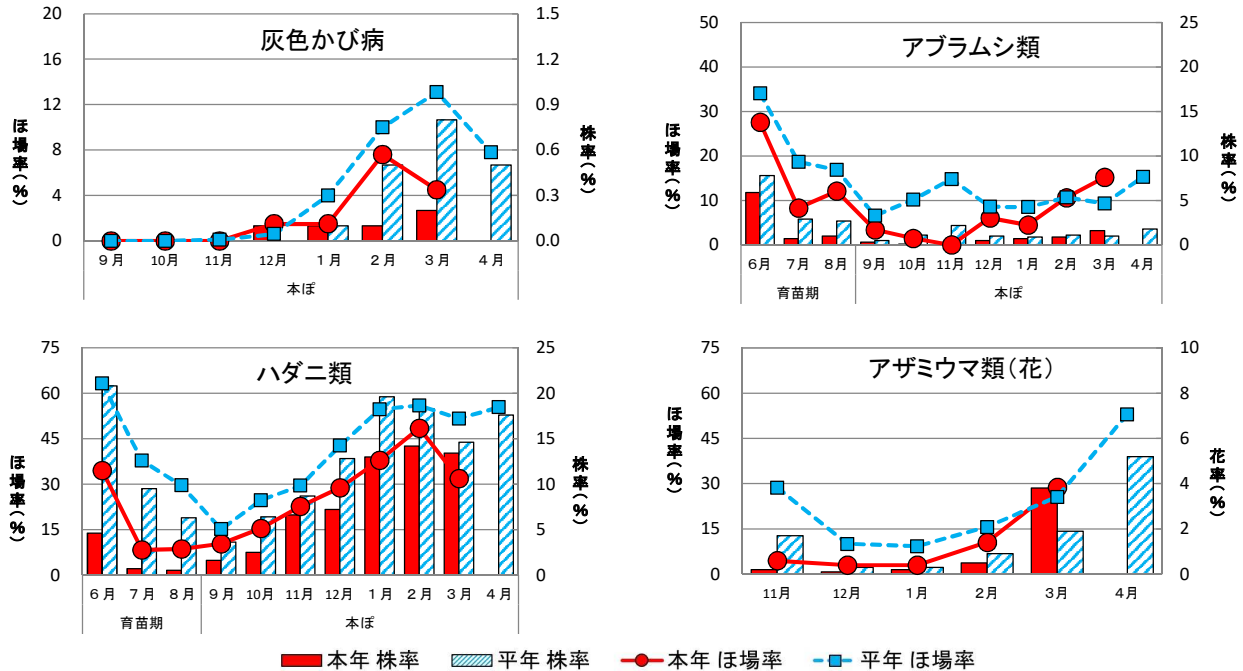 灰色かび病
20
16
12
8
4
0
1.5
1.2
0.9
0.6
0.3
0.0
ほ場率(%)
株率(%)
9月 10月 11月 12月 1月 2月 3月 4月
本ぽ
アブラムシ類
50
40
30
20
10
0
25
20
15
10
5
0
ほ場率(%)
株率(%)
6月 7月 8月 9月 10月 11月 12月 1月 2月 3月 4月
育苗期 本ぽ
ハダニ類
75
60
45
30
15
0
25
20
15
10
5
0
ほ場率(%)
株率(%)
6月 7月 8月 9月 10月 11月 12月 1月 2月 3月 4月
育苗期 本ぽ
アザミウマ類(花)
75
60
45
30
15
0
10
8
6
4
2
0
ほ場率(%)
花率(%)
11月 12月 1月 2月 3月 4月
本年 株率 平年 株率 本年 ほ場率 平年 ほ場率